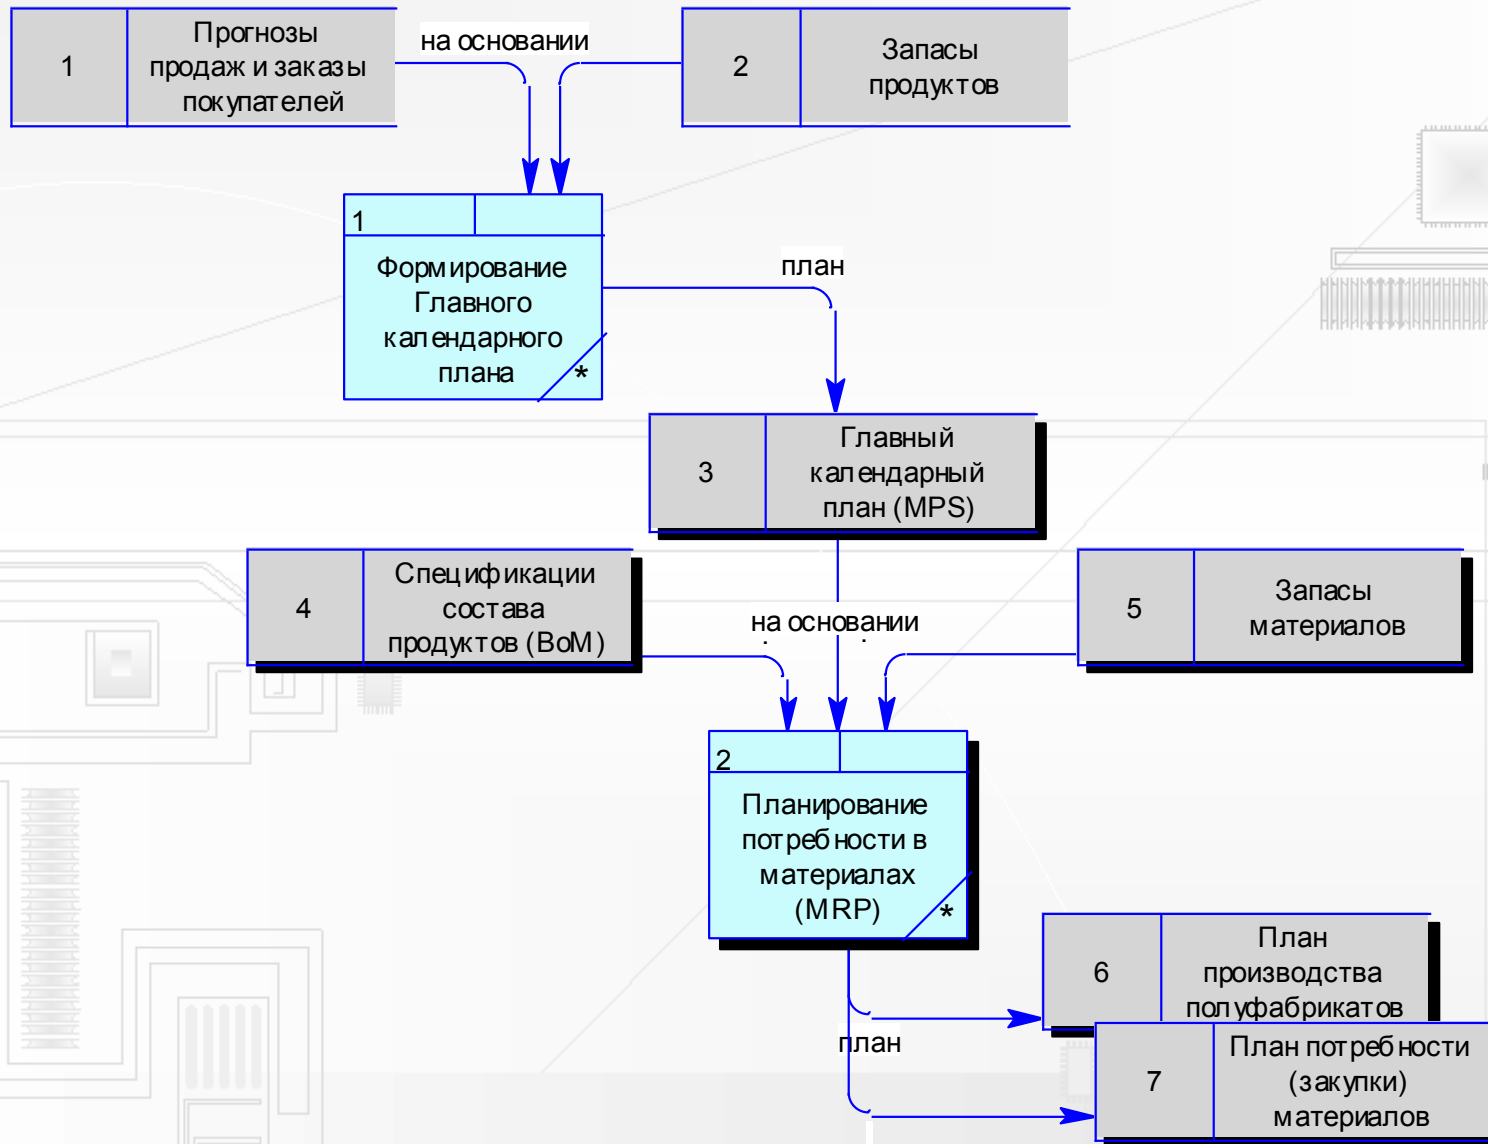 1
Прогнозы
продаж и заказы
покупателей
на основании
2
Запасы
продуктов
1
Формирование
Главного
календарного
плана
*
план
3
Главный
календарный
план (MPS)
4
Спецификации
состава
продуктов (BoM)
на основании
5
Запасы
материалов
2
Планирование
потребности в
материалах
(MRP)
*
6
План
производства
полуфабрикатов
план
7
План потребности
(закупки)
материалов